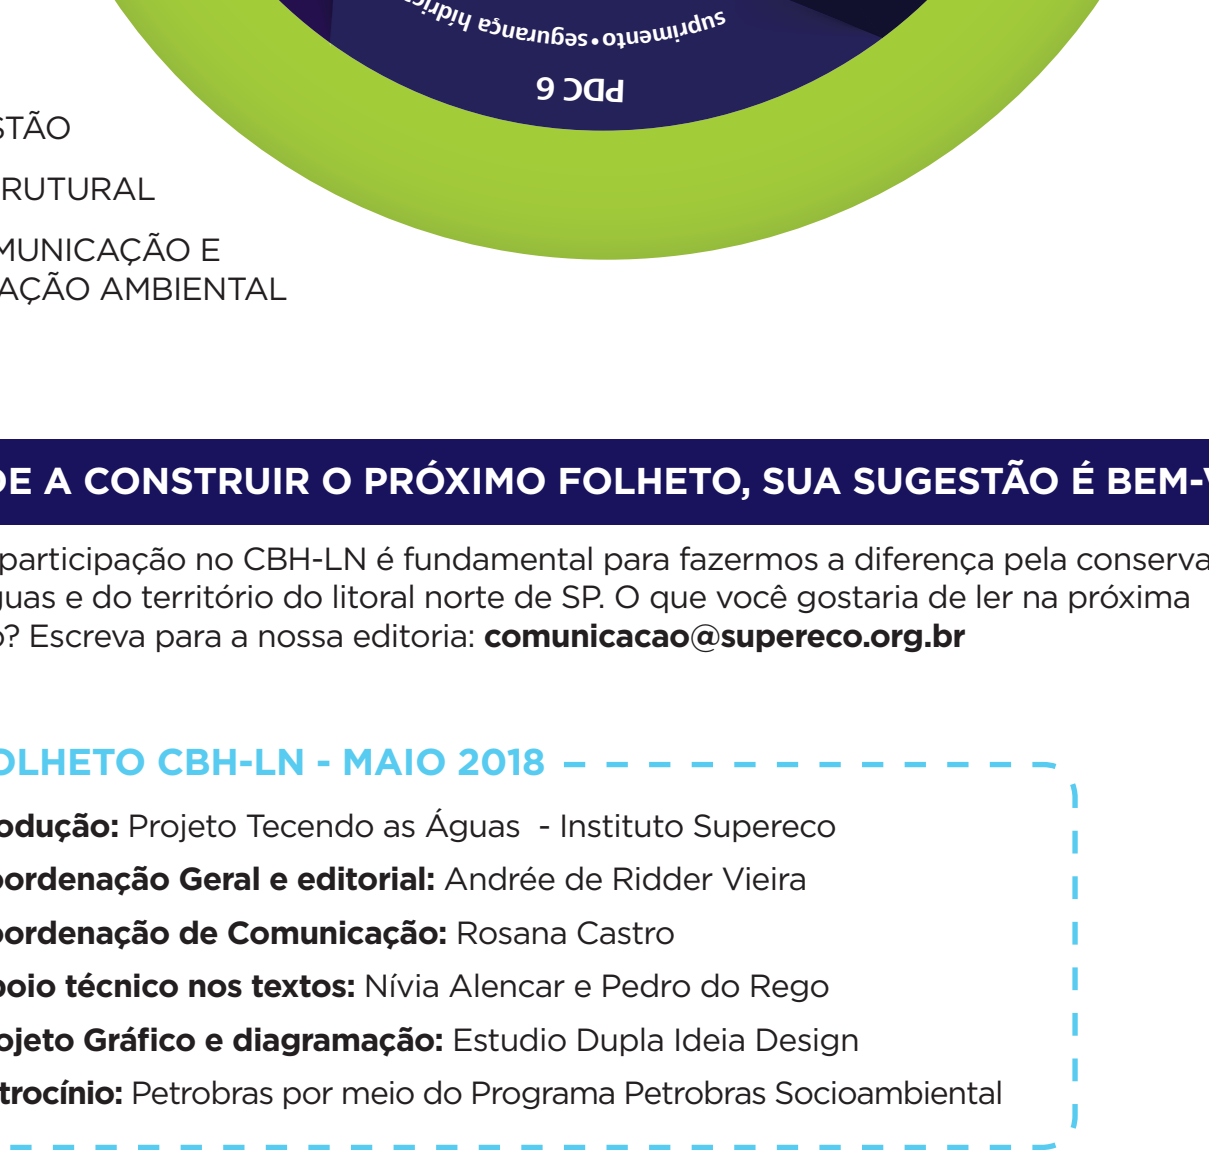 hídric
suprimento • segurança
PDC 6
STÃO
RUTURAL
MUNICAÇÃO E
AÇÃO AMBIENTAL
DE A CONSTRUIR O PRÓXIMO FOLHETO, SUA SUGESTÃO É BEM-V
participação no CBH-LN é fundamental para fazermos a diferença pela conserva
guas e do território do litoral norte de SP. O que você gostaria de ler na próxima
o? Escreva para a nossa editoria: comunicacao@supereco.org.br
OLHETO CBH-LN - MAIO 2018
odução: Projeto Tecendo as Águas - Instituto Supereco
oordenação Geral e editorial: Andrée de Ridder Vieira
oordenação de Comunicação: Rosana Castro
poio técnico nos textos: Nívia Alencar e Pedro do Rego
ojeto Gráfico e diagramação: Estudio Dupla Ideia Design
trocínio: Petrobras por meio do Programa Petrobras Socioambiental